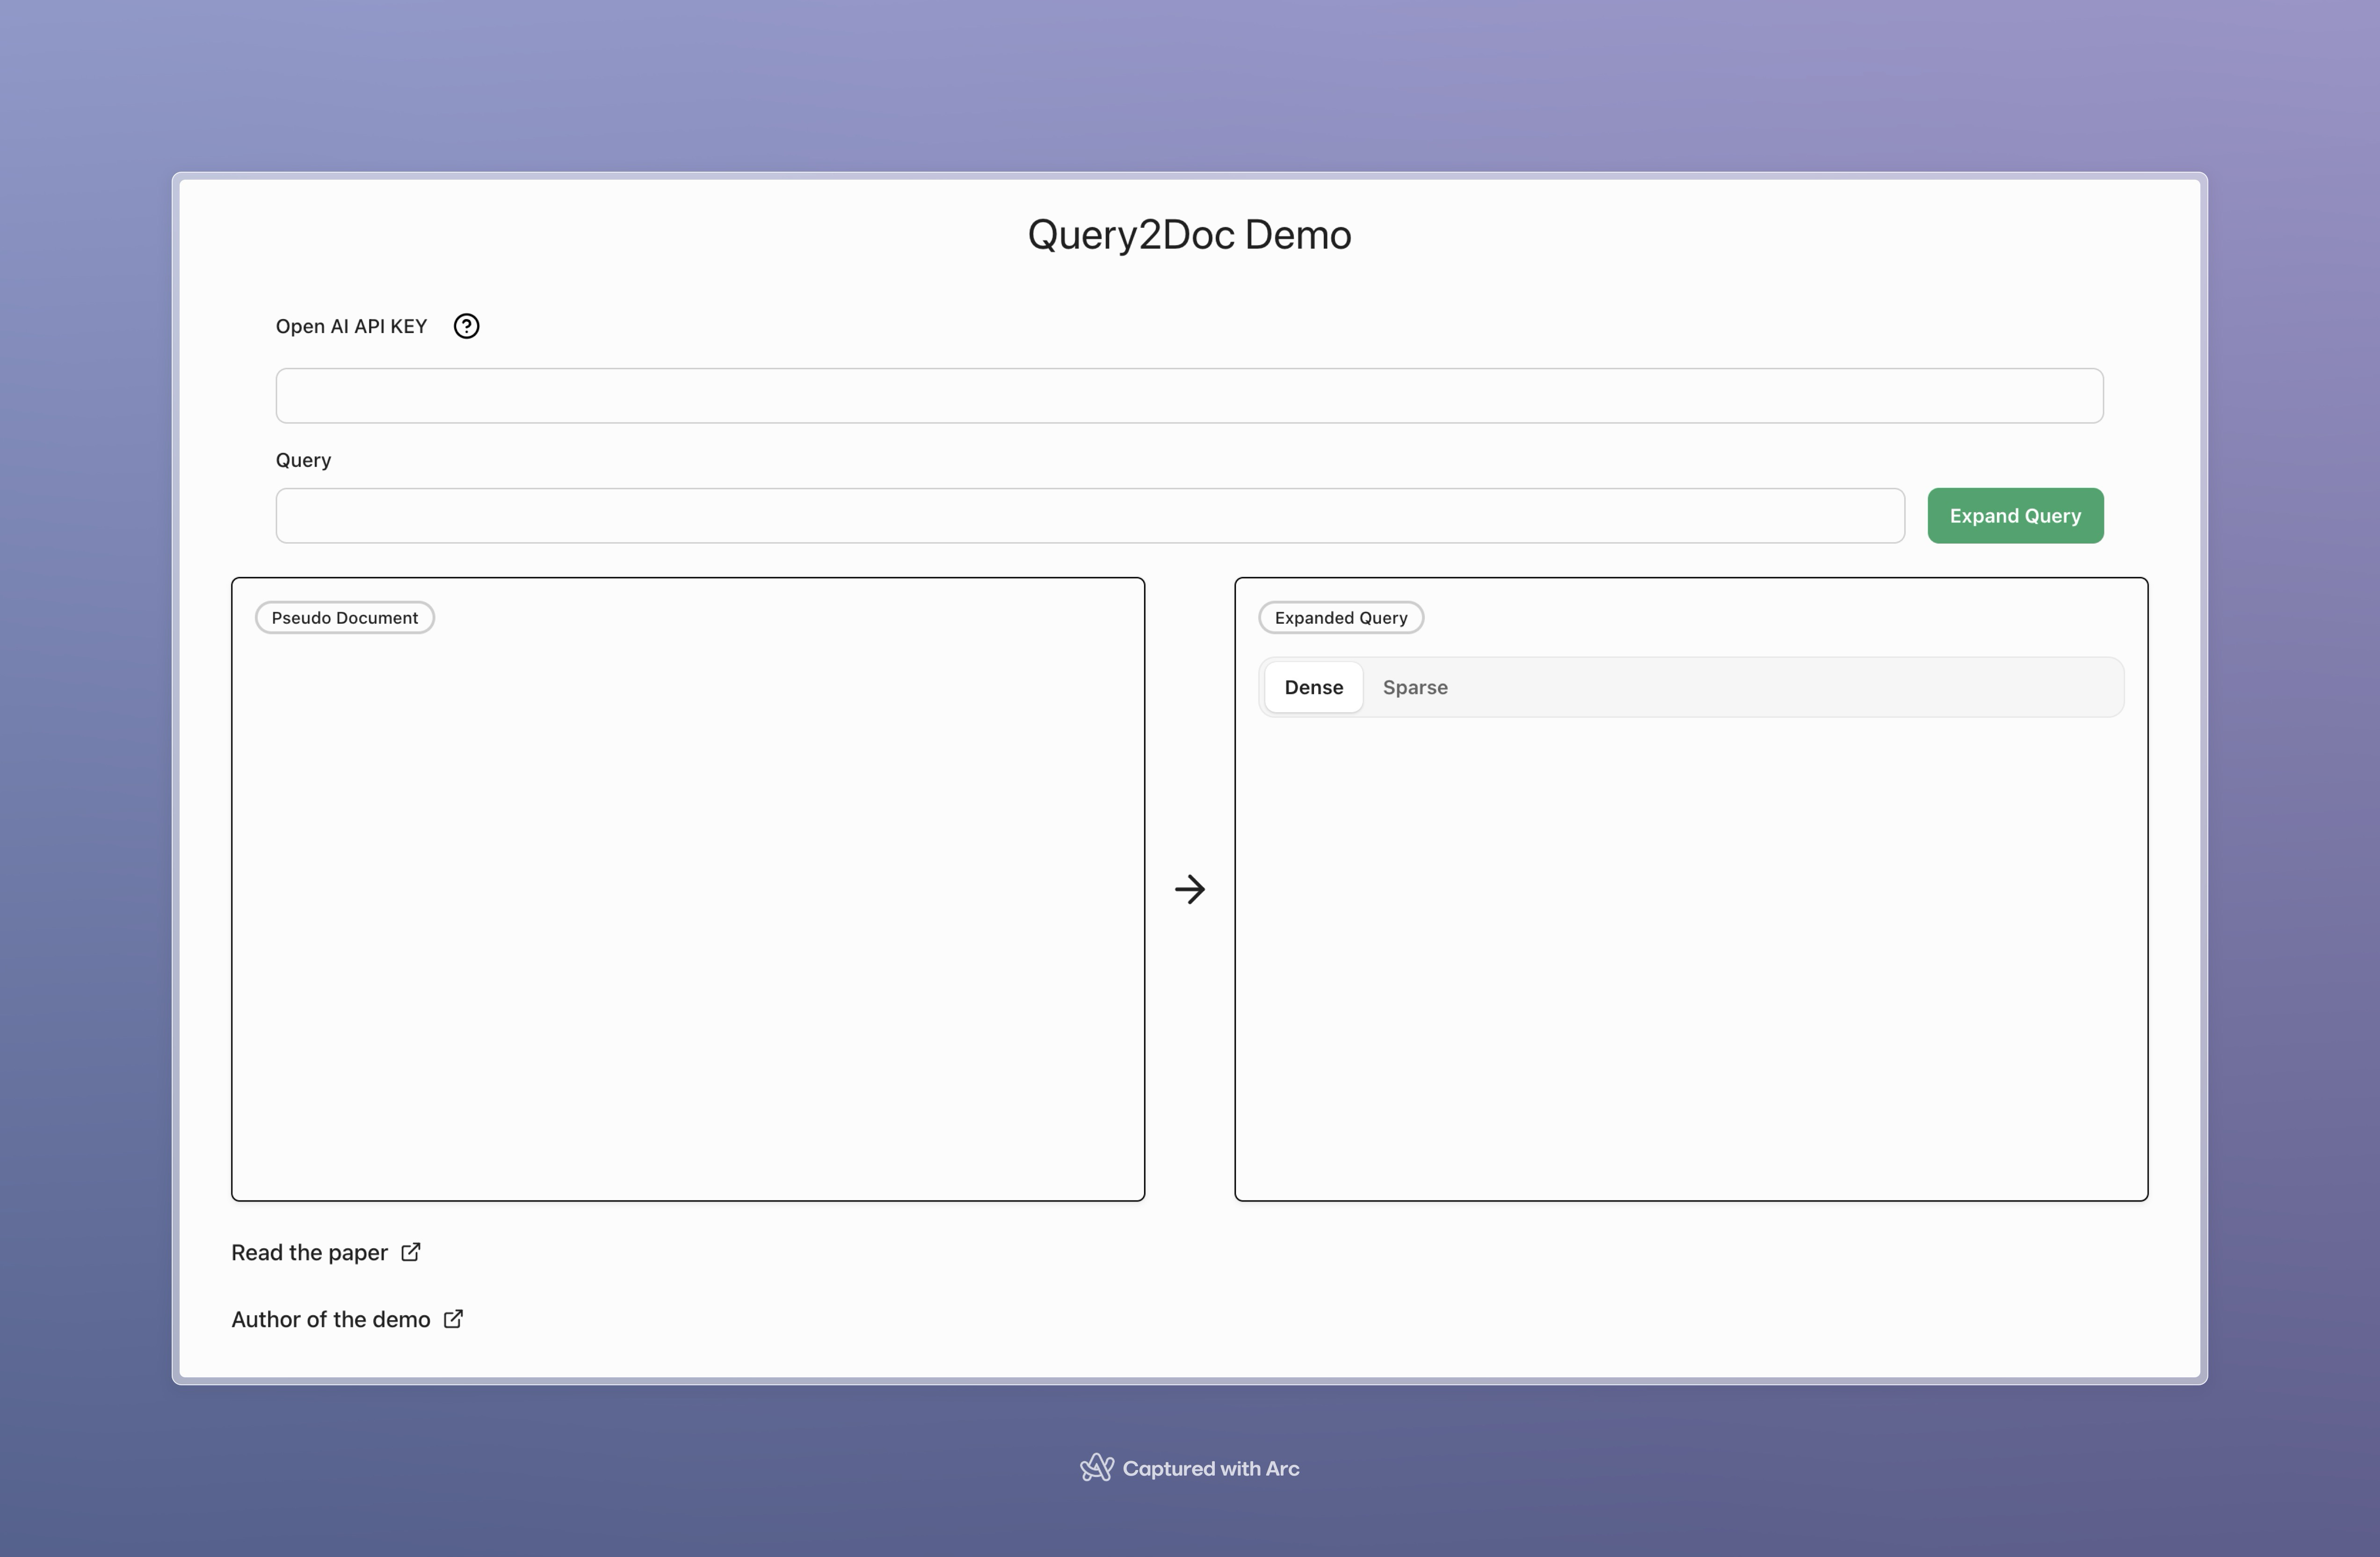 Query2Doc Demo
Open AI API KEY
Query
Expand Query
Pseudo Document
Expanded Query
Dense
Sparse
Read the paper
Author of the demo
Captured with Arc